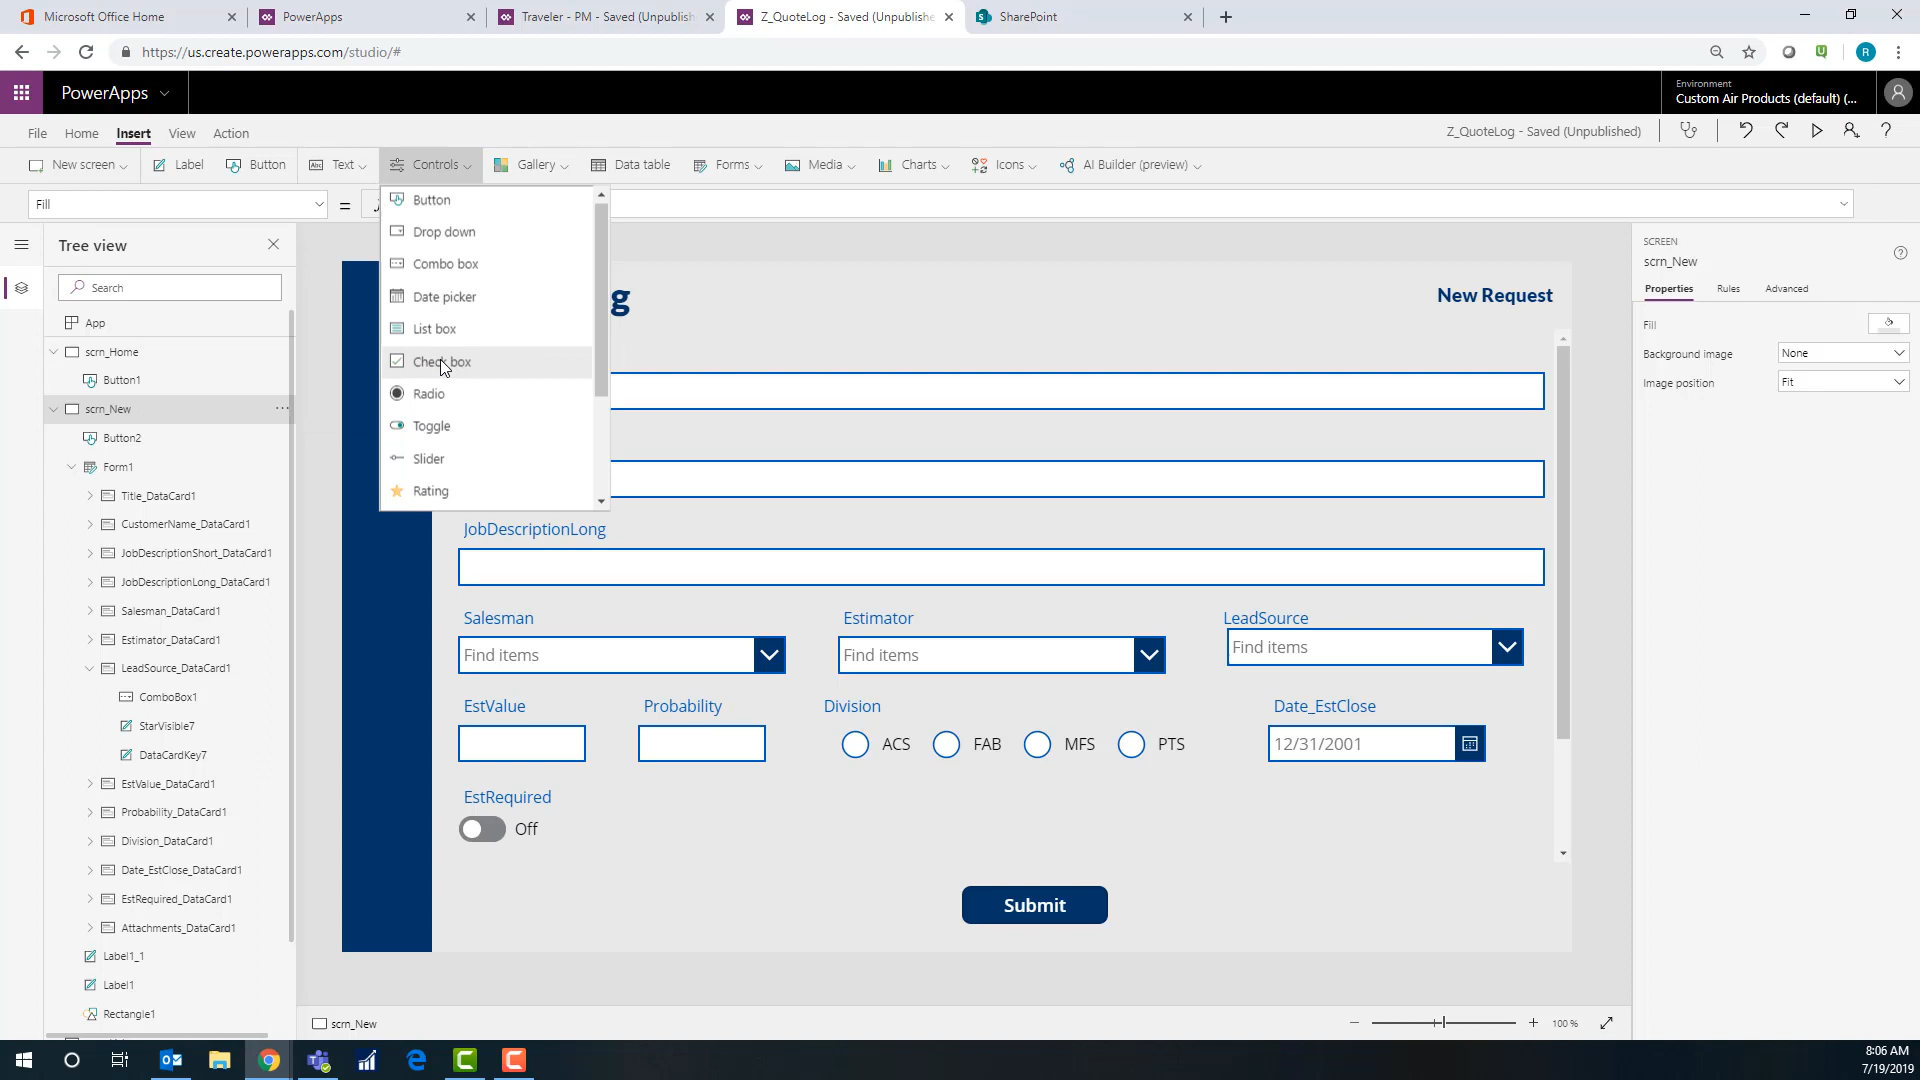 Microsoft Office Home
PowerApps
Traveler - PM - Saved (Unpublish
Z_QuoteLog - Saved (Unpublishe
SharePoint
https://us.create.powerapps.com/studio/#
R
PowerApps
Environment
Custom Air Products (default) (...
File
Home
Insert
View
Action
Z_QuoteLog - Saved (Unpublished)
New screen
Label
Button
Text
Controls
Gallery
Data table
Forms
Media
Charts
Icons
AI Builder (preview)
Fill
=
Button
Drop down
Combo box
Date picker
List box
Check box
Radio
Toggle
Slider
Rating
Tree view
Search
App
scrn_Home
Button1
scrn_New
Button2
Form1
Title_DataCard1
CustomerName_DataCard1
JobDescriptionShort_DataCard1
JobDescriptionLong_DataCard1
Salesman_DataCard1
Estimator_DataCard1
LeadSource_DataCard1
ComboBox1
StarVisible7
DataCardKey7
EstValue_DataCard1
Probability_DataCard1
Division_DataCard1
Date_EstClose_DataCard1
EstRequired_DataCard1
Attachments_DataCard1
Label1_1
Label1
Rectangle1
g
New Request
JobDescriptionLong
Salesman
Estimator
LeadSource
Find items
Find items
Find items
EstValue
Probability
Division
Date_EstClose
ACS
FAB
MFS
PTS
12/31/2001
EstRequired
Off
Submit
scrn_New
100 %
SCREEN
scrn_New
Properties
Rules
Advanced
Fill
Background image
None
Image position
Fit
8:06 AM
7/19/2019